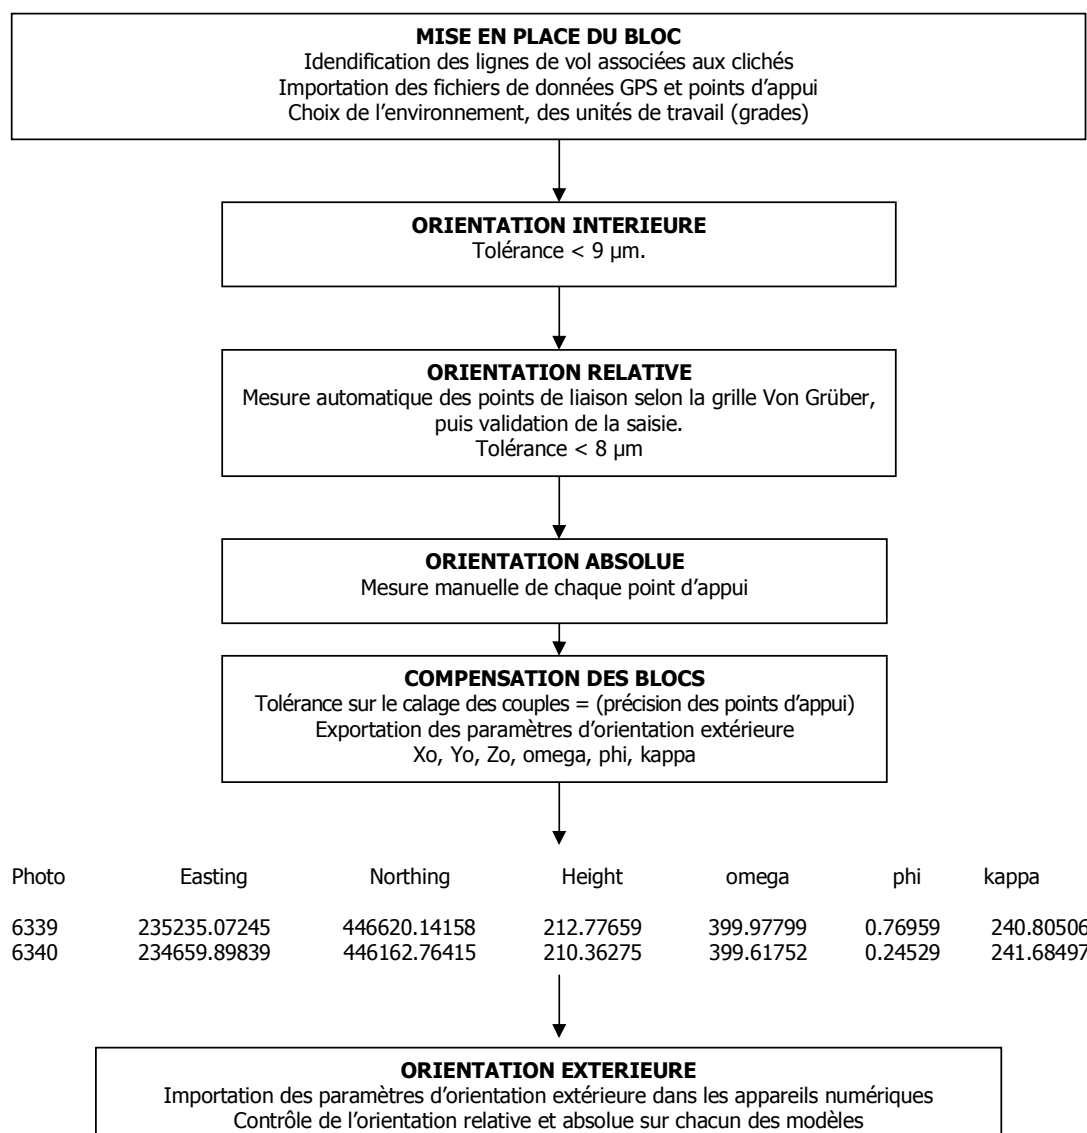 MISE EN PLACE DU BLOC
Idendification des lignes de vol associées aux clichés
Importation des fichiers de données GPS et points d’appui
Choix de l’environnement, des unités de travail (grades)
ORIENTATION INTERIEURE
Tolérance < 9 µm.
ORIENTATION RELATIVE
Mesure automatique des points de liaison selon la grille Von Grüber,
puis validation de la saisie.
Tolérance < 8 µm
ORIENTATION ABSOLUE
Mesure manuelle de chaque point d’appui
COMPENSATION DES BLOCS
Tolérance sur le calage des couples = (précision des points d’appui)
Exportation des paramètres d’orientation extérieure
Xo, Yo, Zo, omega, phi, kappa
Photo Easting Northing Height omega phi kappa
6339 235235.07245 446620.14158 212.77659 399.97799 0.76959 240.80506
6340 234659.89839 446162.76415 210.36275 399.61752 0.24529 241.68497
ORIENTATION EXTERIEURE
Importation des paramètres d’orientation extérieure dans les appareils numériques
Contrôle de l’orientation relative et absolue sur chacun des modèles